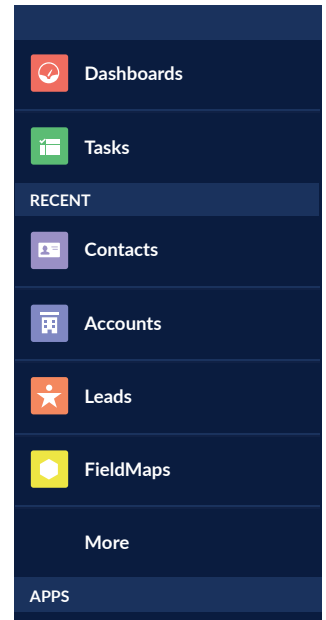 Dashboards
Tasks
RECENT
Contacts
Accounts
Leads
FieldMaps
More
APPS